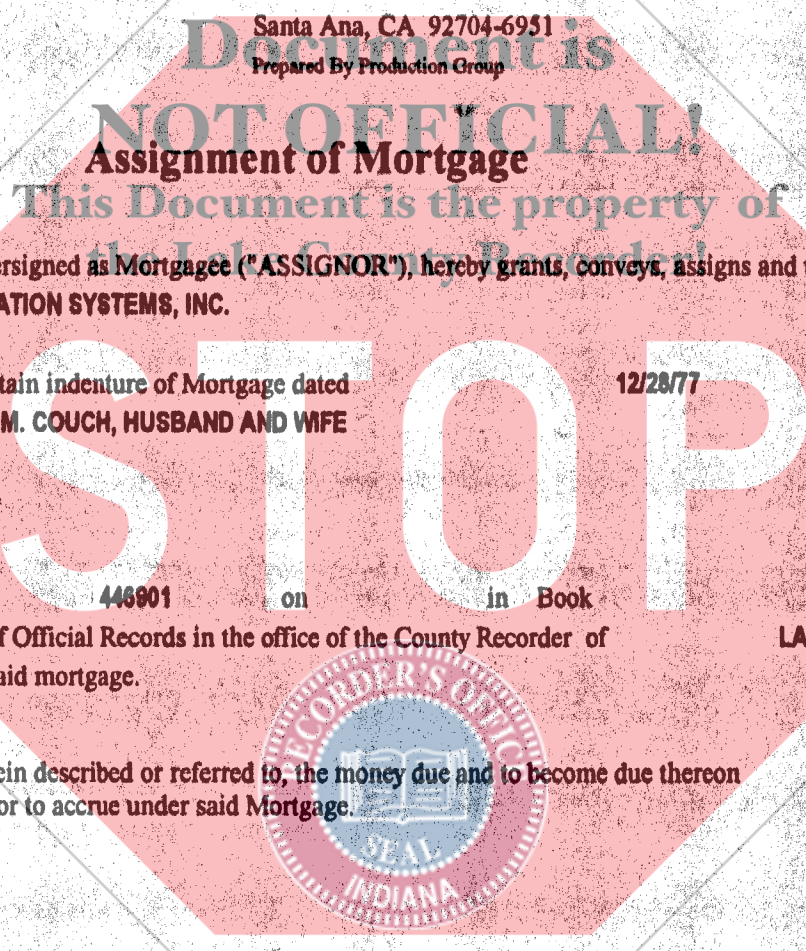 Santa Ana, CA 92704-6951
Document is
Prepared By Production Group
NOT OFFICIAL!
Assignment of Mortgage
This Document is the property of
the Lake County Recorder!
ersigned as Mortgagee ("ASSIGNOR"), hereby grants, conveys, assigns and
ATION SYSTEMS, INC.
STOP
tain indenture of Mortgage dated 12/28/77
M. COUCH, HUSBAND AND WIFE
446901 on in Book
f Official Records in the office of the County Recorder of LA
aid mortgage.
RECORDER'S OFFICE
ein described or referred to, the money due and to become due thereon
or to accrue under said Mortgage.
SEAL
INDIANA